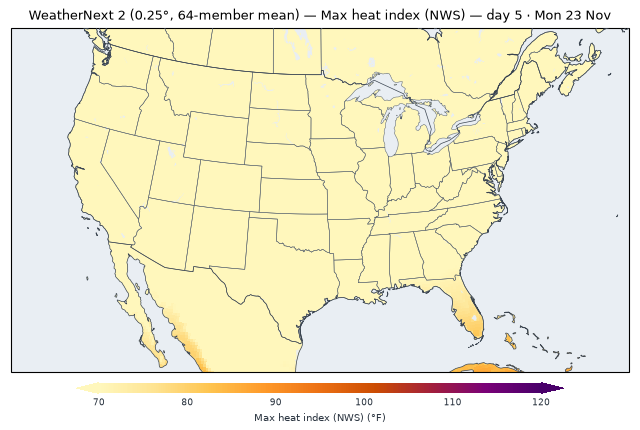 WeatherNext 2 (0.25°, 64-member mean) — Max heat index (NWS) — day 5 · Mon 23 Nov
70 80 90 100 110 120
Max heat index (NWS) (°F)